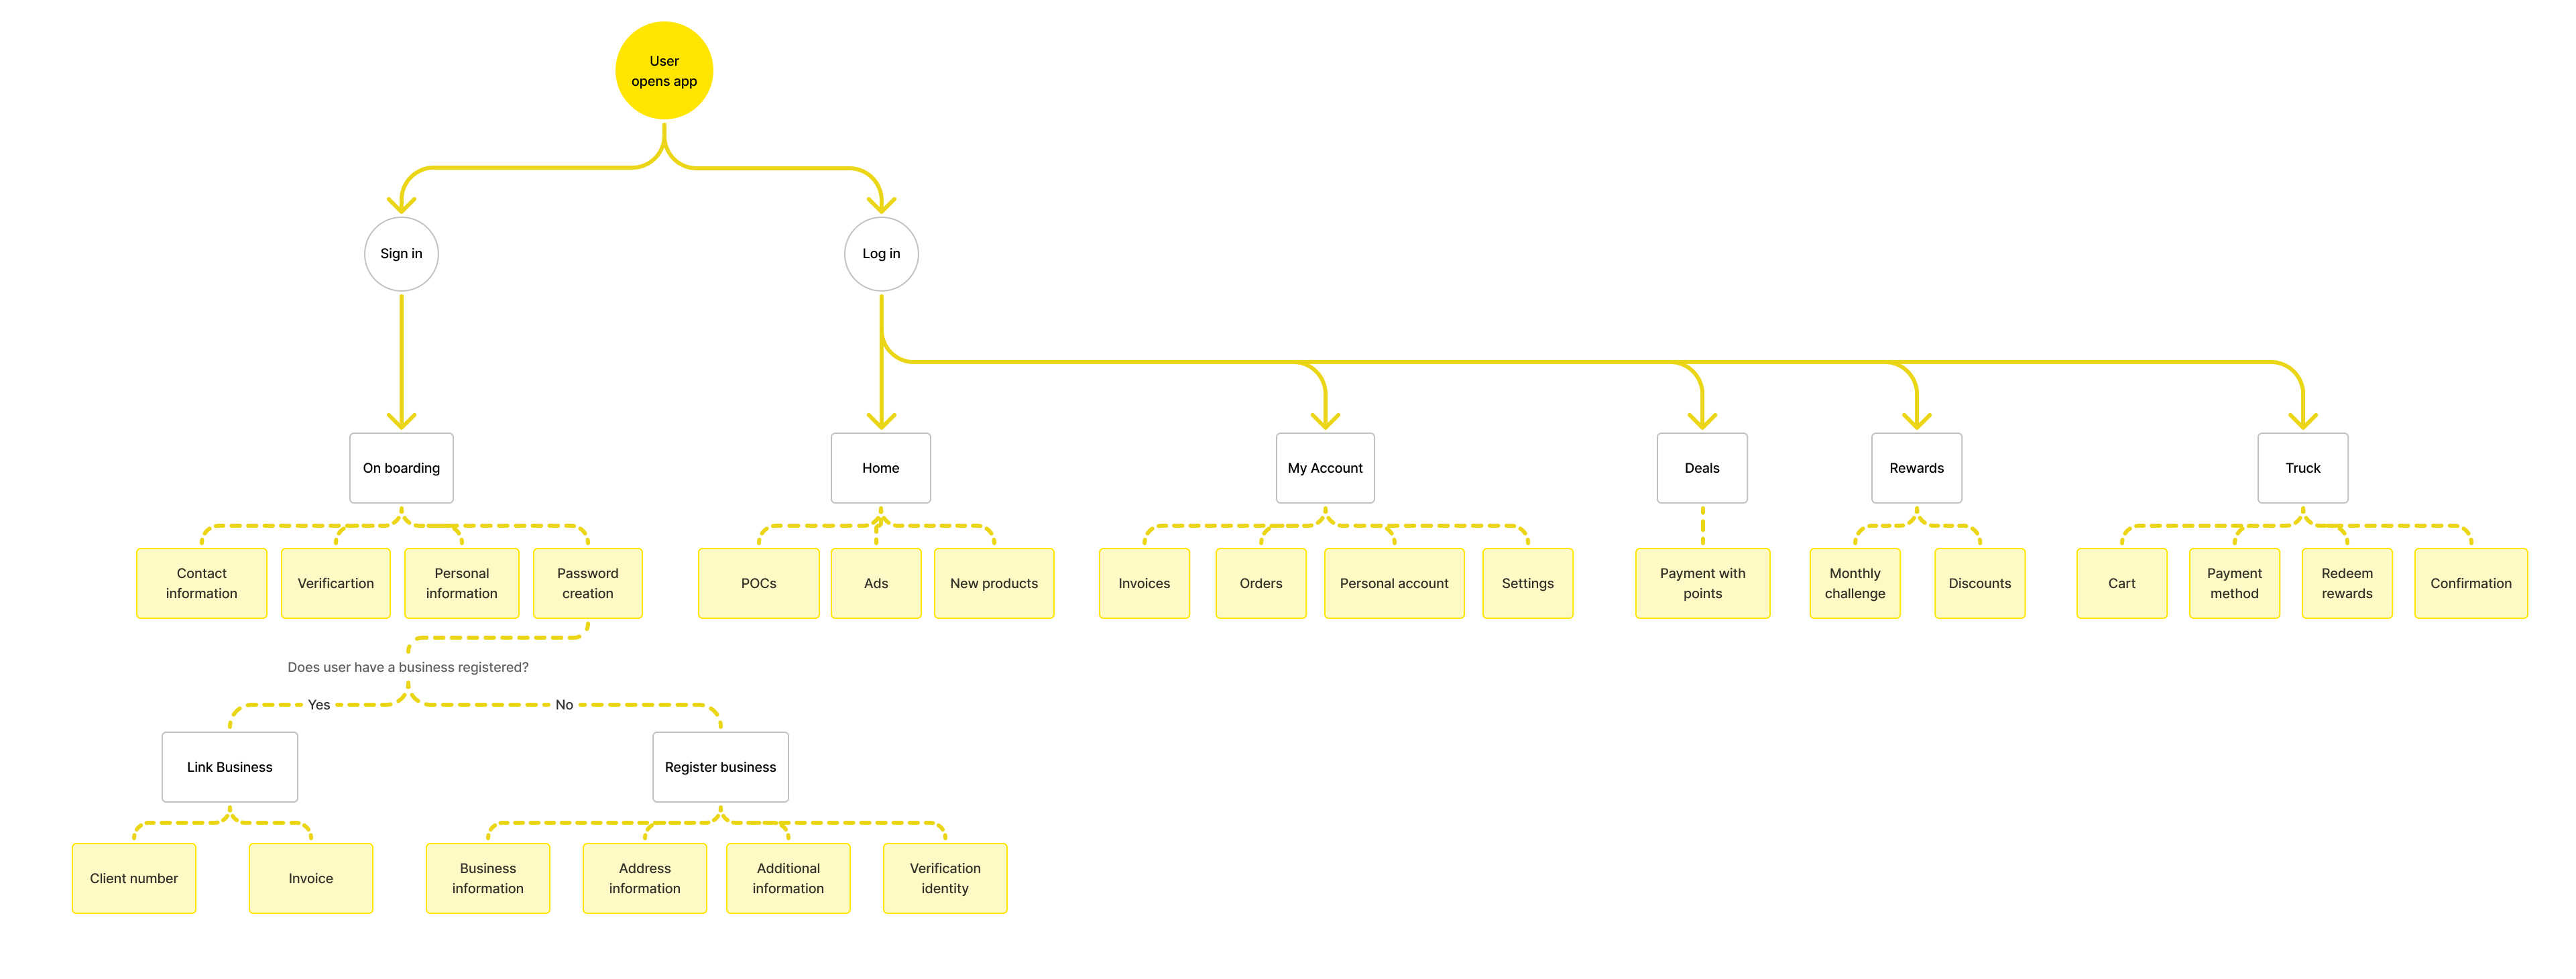 User
opens app
Sign in
Log in
On boarding
Home
My Account
Deals
Rewards
Truck
Contact
information
Verificartion
Personal
information
Password
creation
POCs
Ads
New products
Invoices
Orders
Personal account
Settings
Payment with
points
Monthly
challenge
Discounts
Cart
Payment
method
Redeem
rewards
Confirmation
Does user have a business registered?
Yes
No
Link Business
Register business
Client number
Invoice
Business
information
Address
information
Additional
information
Verification
identity